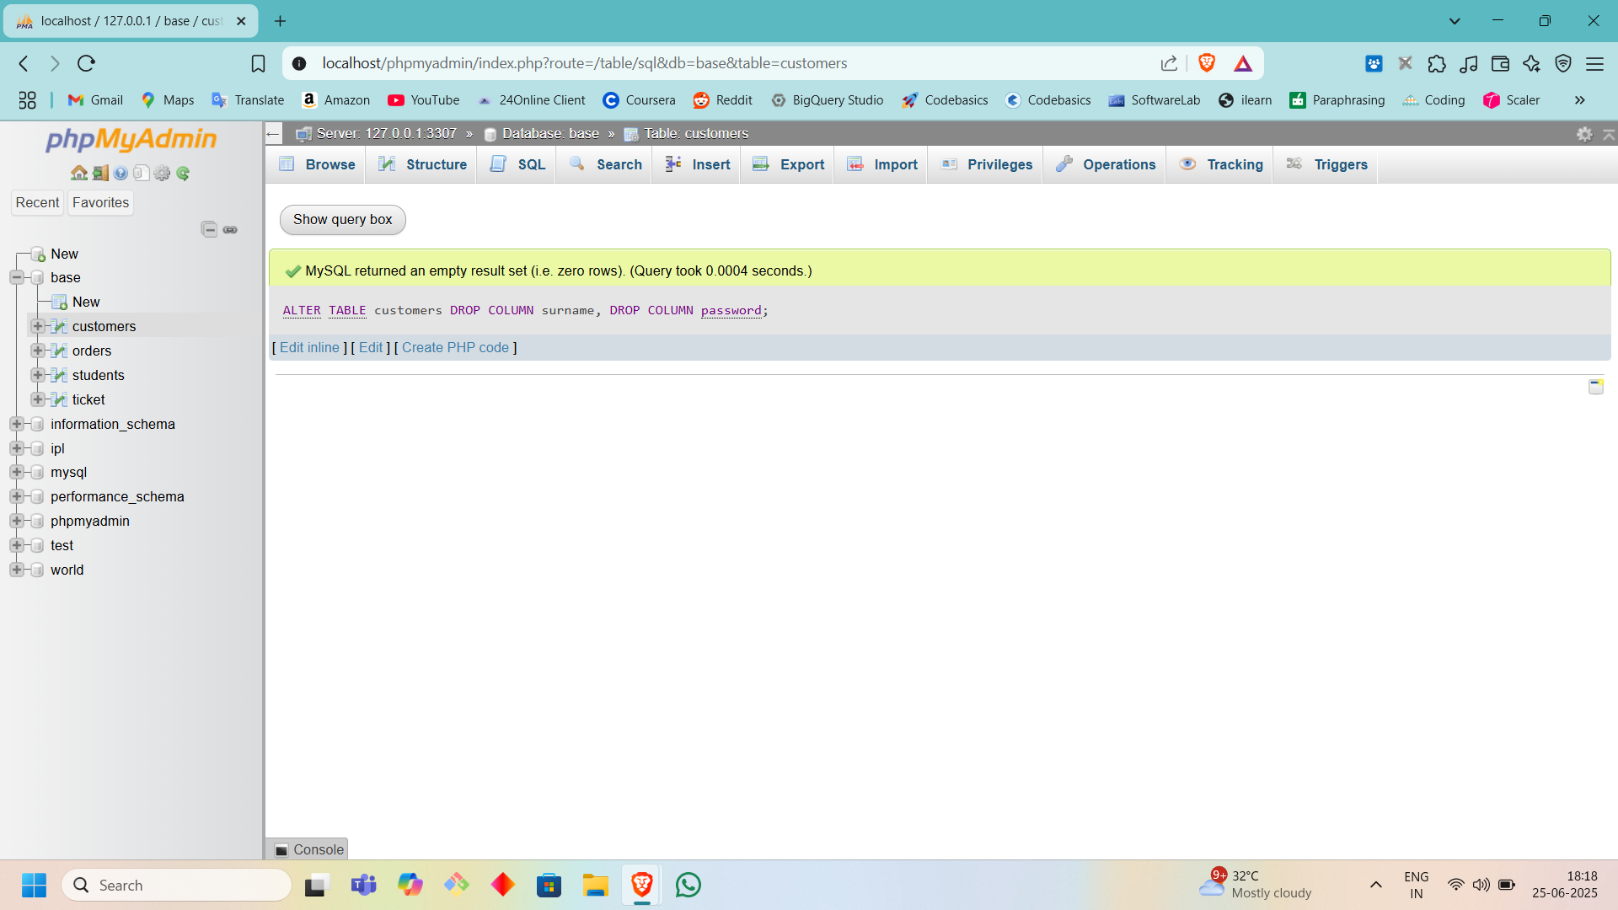 localhost / 127.0.0.1 / base / cus
localhost/phpmyadmin/index.php?route=/table/sql&db=base&table=customers
Gmail Maps Translate Amazon YouTube 24Online Client Coursera Reddit BigQuery Studio Codebasics Codebasics SoftwareLab ilearn Paraphrasing Coding Scaler »
phpMyAdmin
Server: 127.0.0.1:3307 » Database: base » Table: customers
Browse Structure SQL Search Insert Export Import Privileges Operations Tracking Triggers
Recent Favorites
Show query box
New
base
New
customers
orders
students
ticket
information_schema
ipl
mysql
performance_schema
phpmyadmin
test
world
MySQL returned an empty result set (i.e. zero rows). (Query took 0.0004 seconds.)
ALTER TABLE customers DROP COLUMN surname, DROP COLUMN password;
[ Edit inline ] [ Edit ] [ Create PHP code ]
Console
Search
9+
32°C
Mostly cloudy
ENG
IN
18:18
25-06-2025